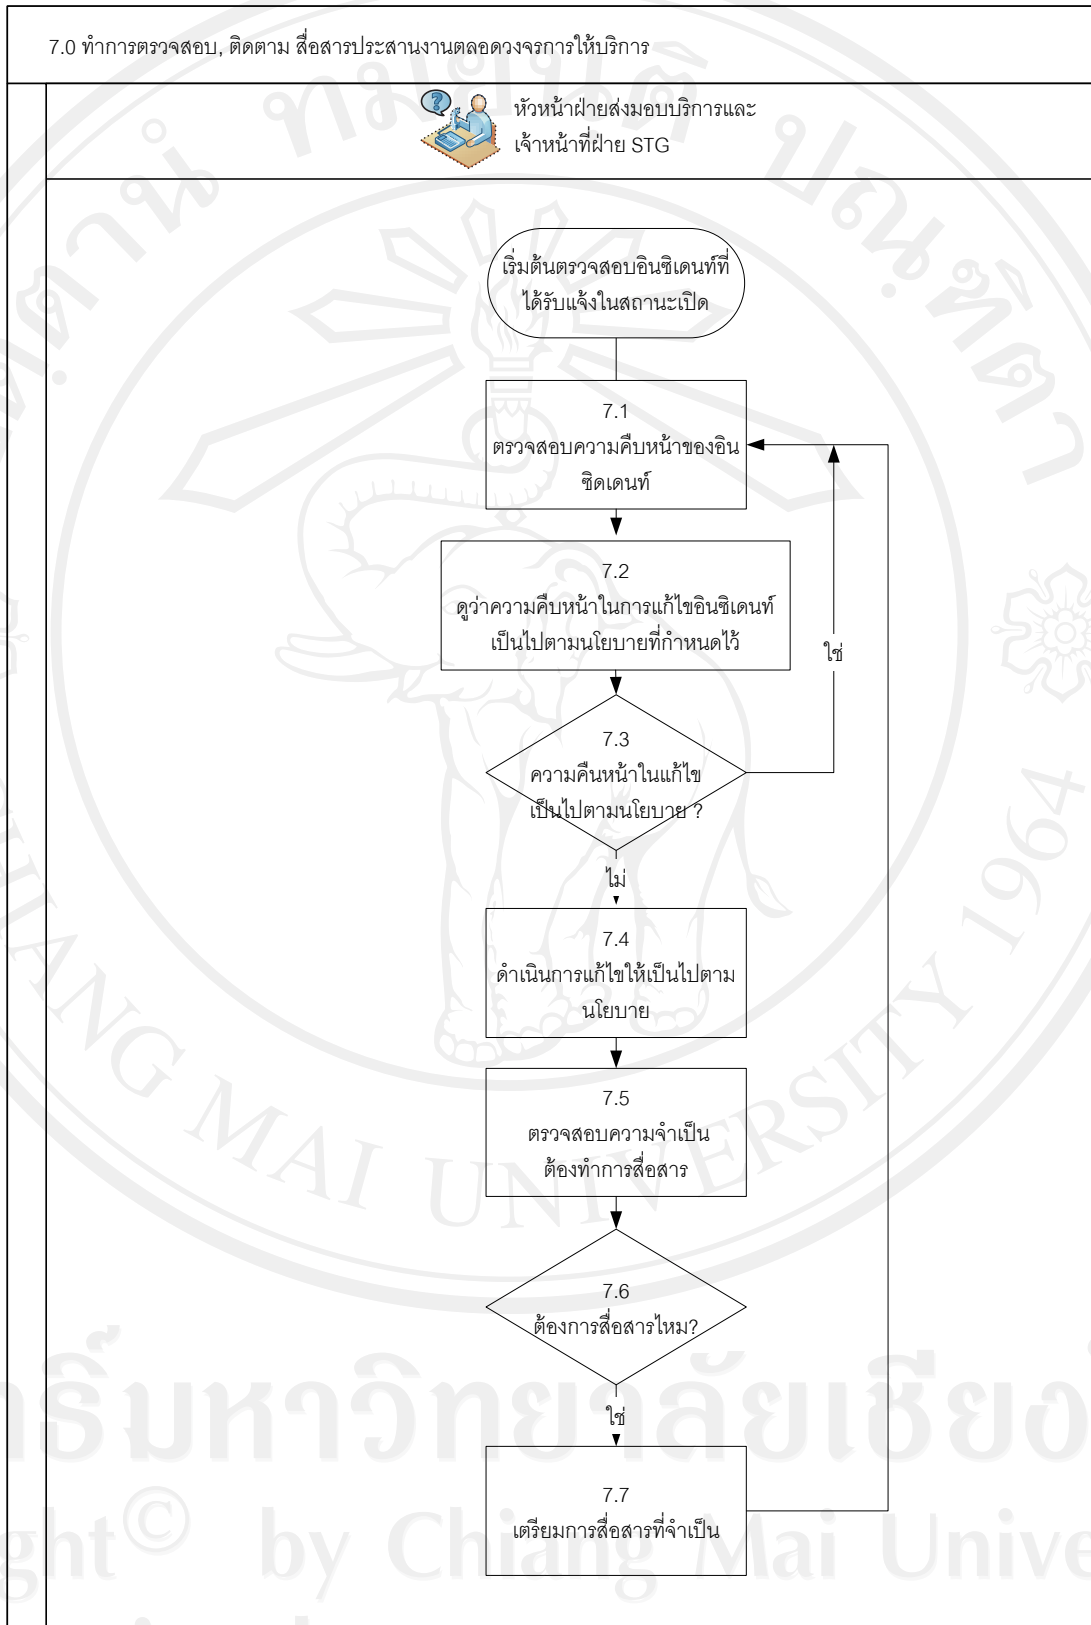 7.0 ทำการตรวจสอบ, ติดตาม สื่อสารประสานงานตลอดวงจรการให้บริการ
หัวหน้าฝ่ายส่งมอบบริการและ
เจ้าหน้าที่ฝ่าย STG
เริ่มต้นตรวจสอบอินซิเดนท์ที่
ได้รับแจ้งในสถานะเปิด
7.1
ตรวจสอบความคืบหน้าของอิน
ซิดเดนท์
7.2
ดูว่าความคืบหน้าในการแก้ไขอินซิเดนท์
เป็นไปตามนโยบายที่กำหนดไว้
ใช่
7.3
ความคืนหน้าในแก้ไข
เป็นไปตามนโยบาย ?
ไม่
7.4
ดำเนินการแก้ไขให้เป็นไปตาม
นโยบาย
7.5
ตรวจสอบความจำเป็น
ต้องทำการสื่อสาร
7.6
ต้องการสื่อสารไหม?
ใช่
7.7
เตรียมการสื่อสารที่จำเป็น
CHIANG MAI UNIVERSITY 1964
by Chiang Mai Unive